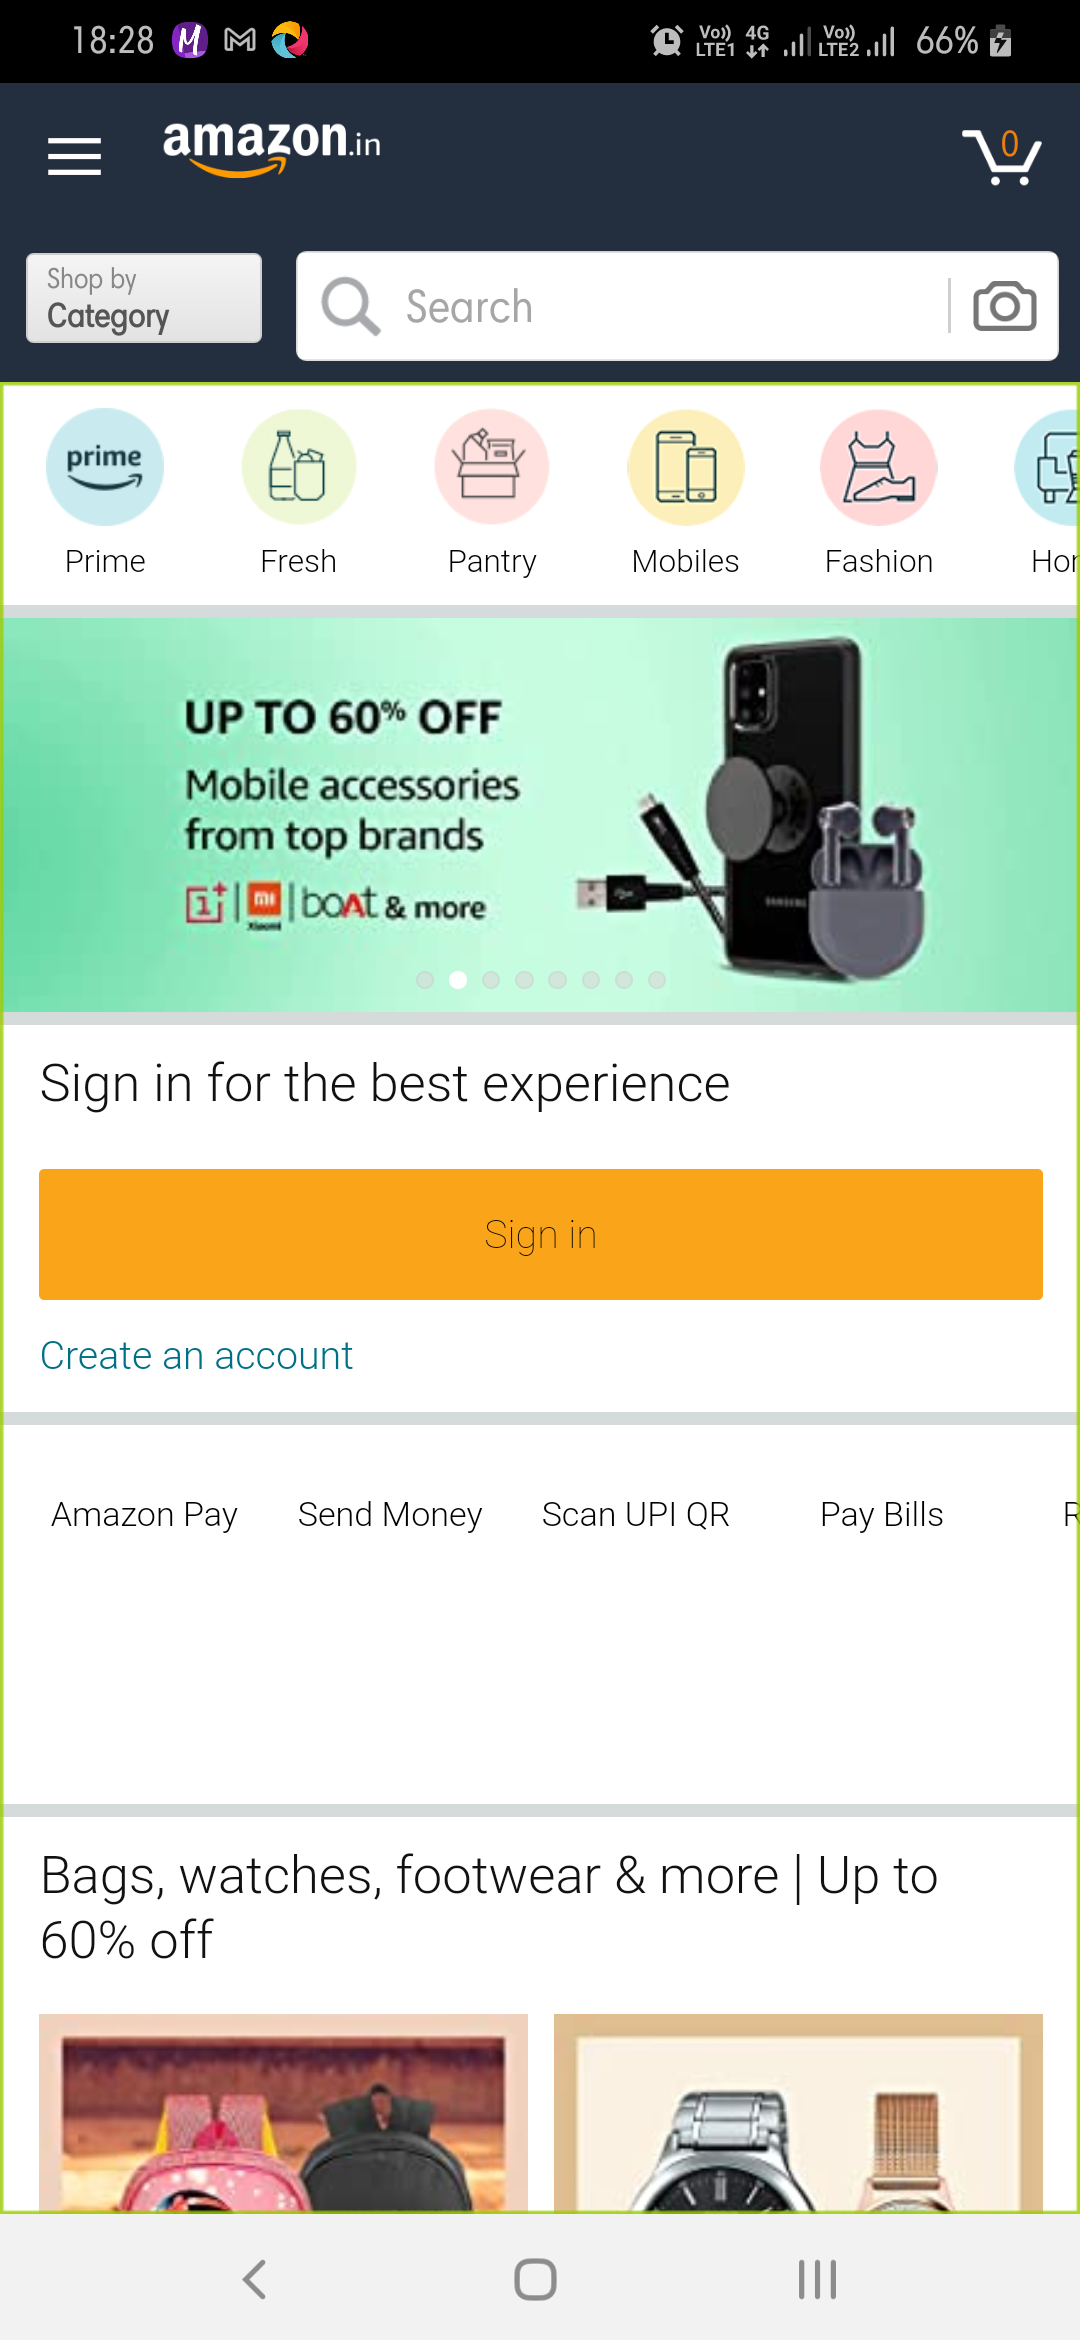 18:28
Vo)) LTE1 4G Vo)) LTE2 66%
amazon.in
0
Shop by
Category
Search
prime
Prime Fresh Pantry Mobiles Fashion Hor
UP TO 60% OFF
Mobile accessories
from top brands
1+ | mi | boAt & more
Xiaomi
SAMSUNG
Sign in for the best experience
Sign in
Create an account
Amazon Pay Send Money Scan UPI QR Pay Bills R
Bags, watches, footwear & more | Up to
60% off